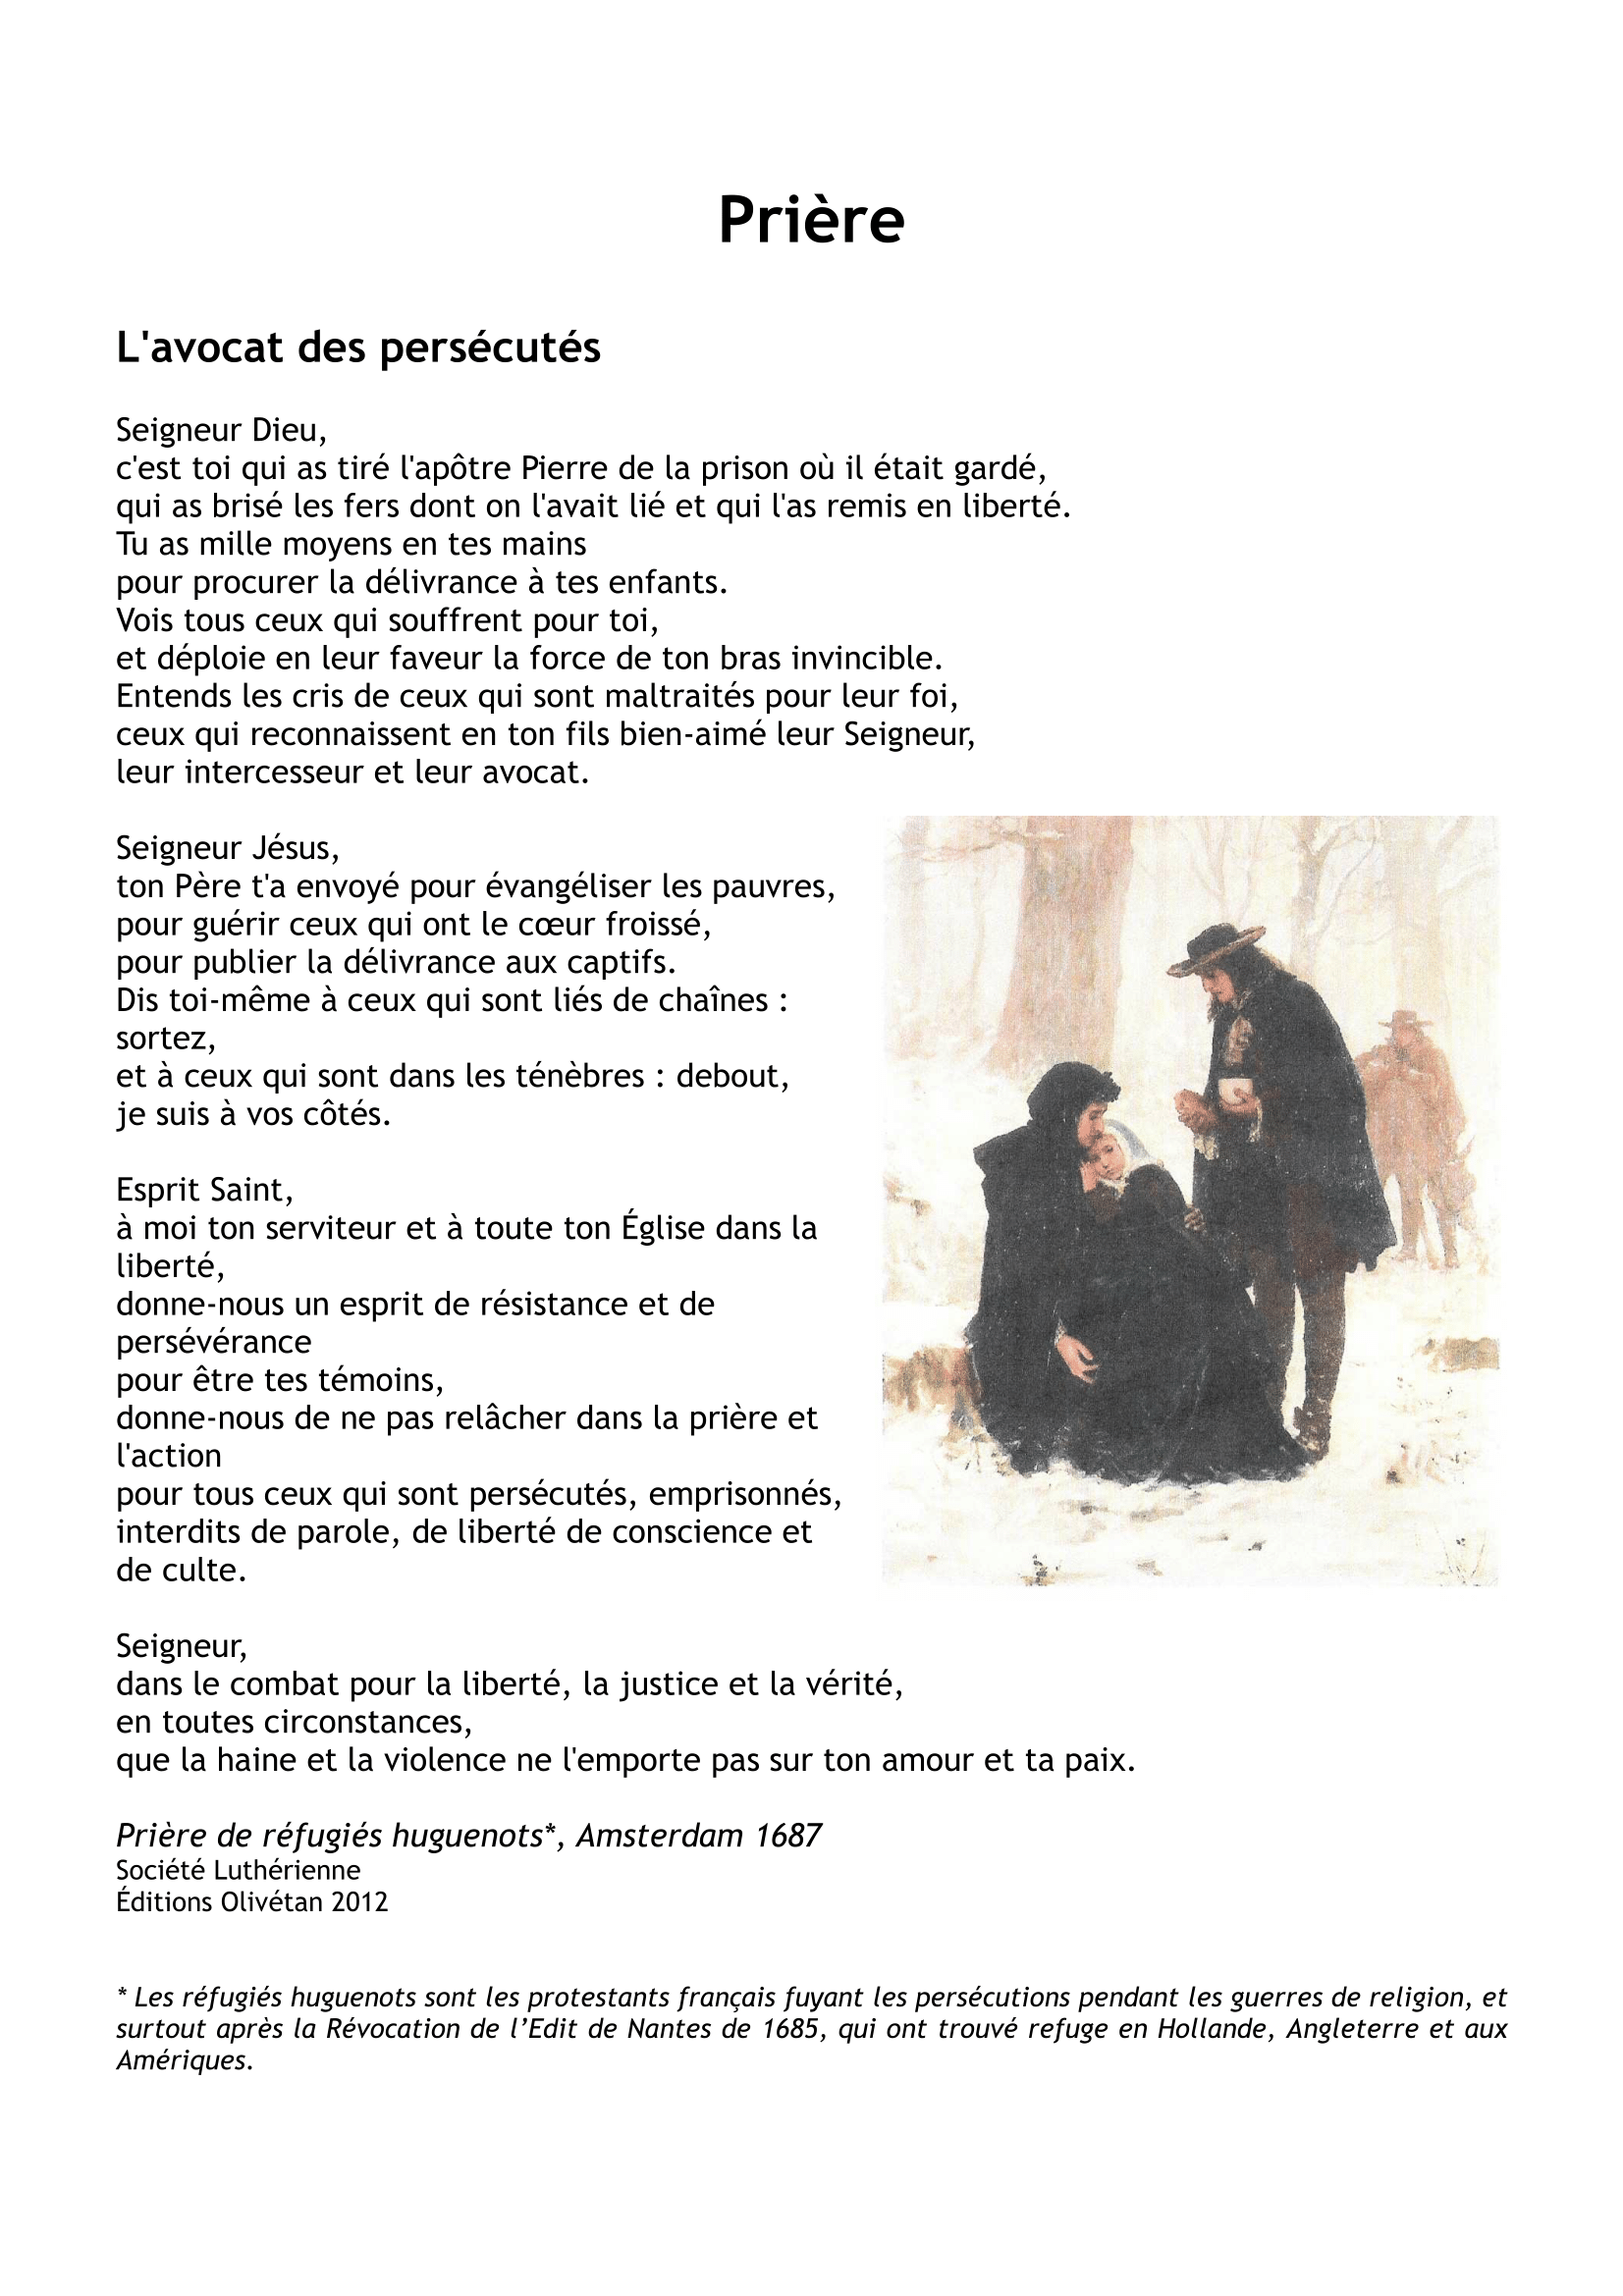 Prière
L'avocat des persécutés
Seigneur Dieu,
c'est toi qui as tiré l'apôtre Pierre de la prison où il était gardé,
qui as brisé les fers dont on l'avait lié et qui l'as remis en liberté.
Tu as mille moyens en tes mains
pour procurer la délivrance à tes enfants.
Vois tous ceux qui souffrent pour toi,
et déploie en leur faveur la force de ton bras invincible.
Entends les cris de ceux qui sont maltraités pour leur foi,
ceux qui reconnaissent en ton fils bien-aimé leur Seigneur,
leur intercesseur et leur avocat.
Seigneur Jésus,
ton Père t'a envoyé pour évangéliser les pauvres,
pour guérir ceux qui ont le cœur froissé,
pour publier la délivrance aux captifs.
Dis toi-même à ceux qui sont liés de chaînes :
sortez,
et à ceux qui sont dans les ténèbres : debout,
je suis à vos côtés.
Esprit Saint,
à moi ton serviteur et à toute ton Église dans la
liberté,
donne-nous un esprit de résistance et de
persévérance
pour être tes témoins,
donne-nous de ne pas relâcher dans la prière et
l'action
pour tous ceux qui sont persécutés, emprisonnés,
interdits de parole, de liberté de conscience et
de culte.
Seigneur,
dans le combat pour la liberté, la justice et la vérité,
en toutes circonstances,
que la haine et la violence ne l'emporte pas sur ton amour et ta paix.
Prière de réfugiés huguenots*, Amsterdam 1687
Société Luthérienne
Éditions Olivétan 2012
* Les réfugiés huguenots sont les protestants français fuyant les persécutions pendant les guerres de religion, et
surtout après la Révocation de l’Edit de Nantes de 1685, qui ont trouvé refuge en Hollande, Angleterre et aux
Amériques.